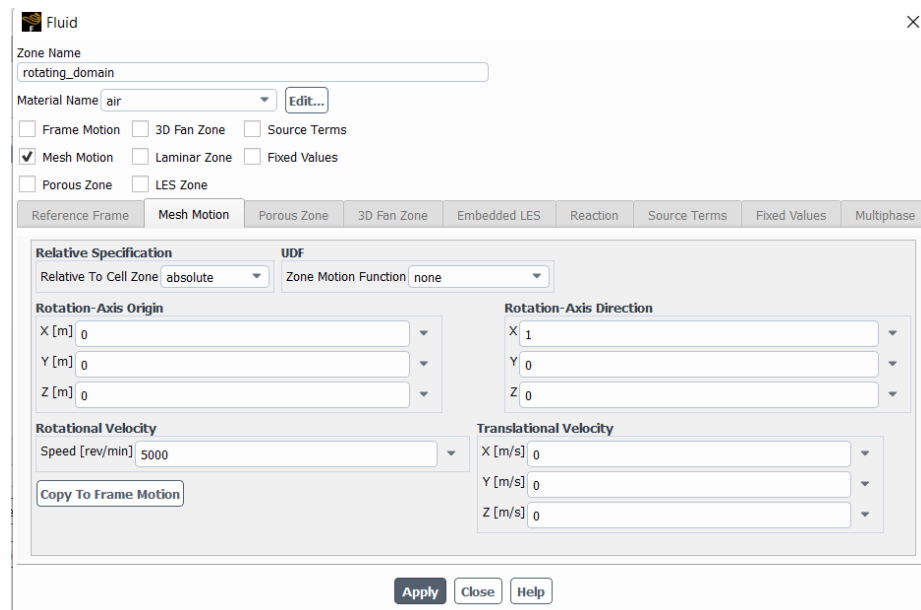 Fluid
Zone Name
rotating_domain
Material Name air Edit...
Frame Motion 3D Fan Zone Source Terms
Mesh Motion Laminar Zone Fixed Values
Porous Zone LES Zone
Reference Frame Mesh Motion Porous Zone 3D Fan Zone Embedded LES Reaction Source Terms Fixed Values Multiphase
Relative Specification UDF
Relative To Cell Zone absolute Zone Motion Function none
Rotation-Axis Origin Rotation-Axis Direction
X [m] 0 X 1
Y [m] 0 Y 0
Z [m] 0 Z 0
Rotational Velocity Translational Velocity
Speed [rev/min] 5000 X [m/s] 0
Copy To Frame Motion Y [m/s] 0
Z [m/s] 0
Apply Close Help